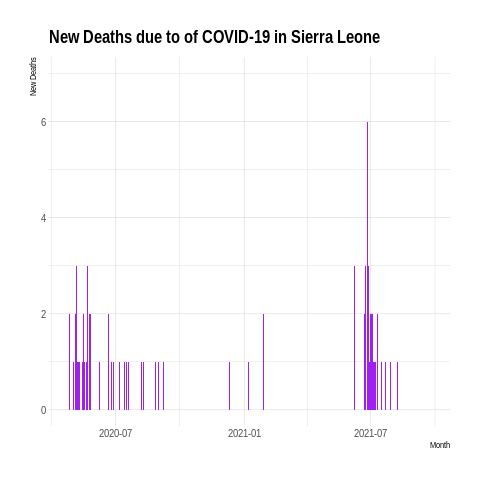 New Deaths due to of COVID-19 in Sierra Leone
New Deaths
6
4
2
0
2020-07
2021-01
2021-07
Month